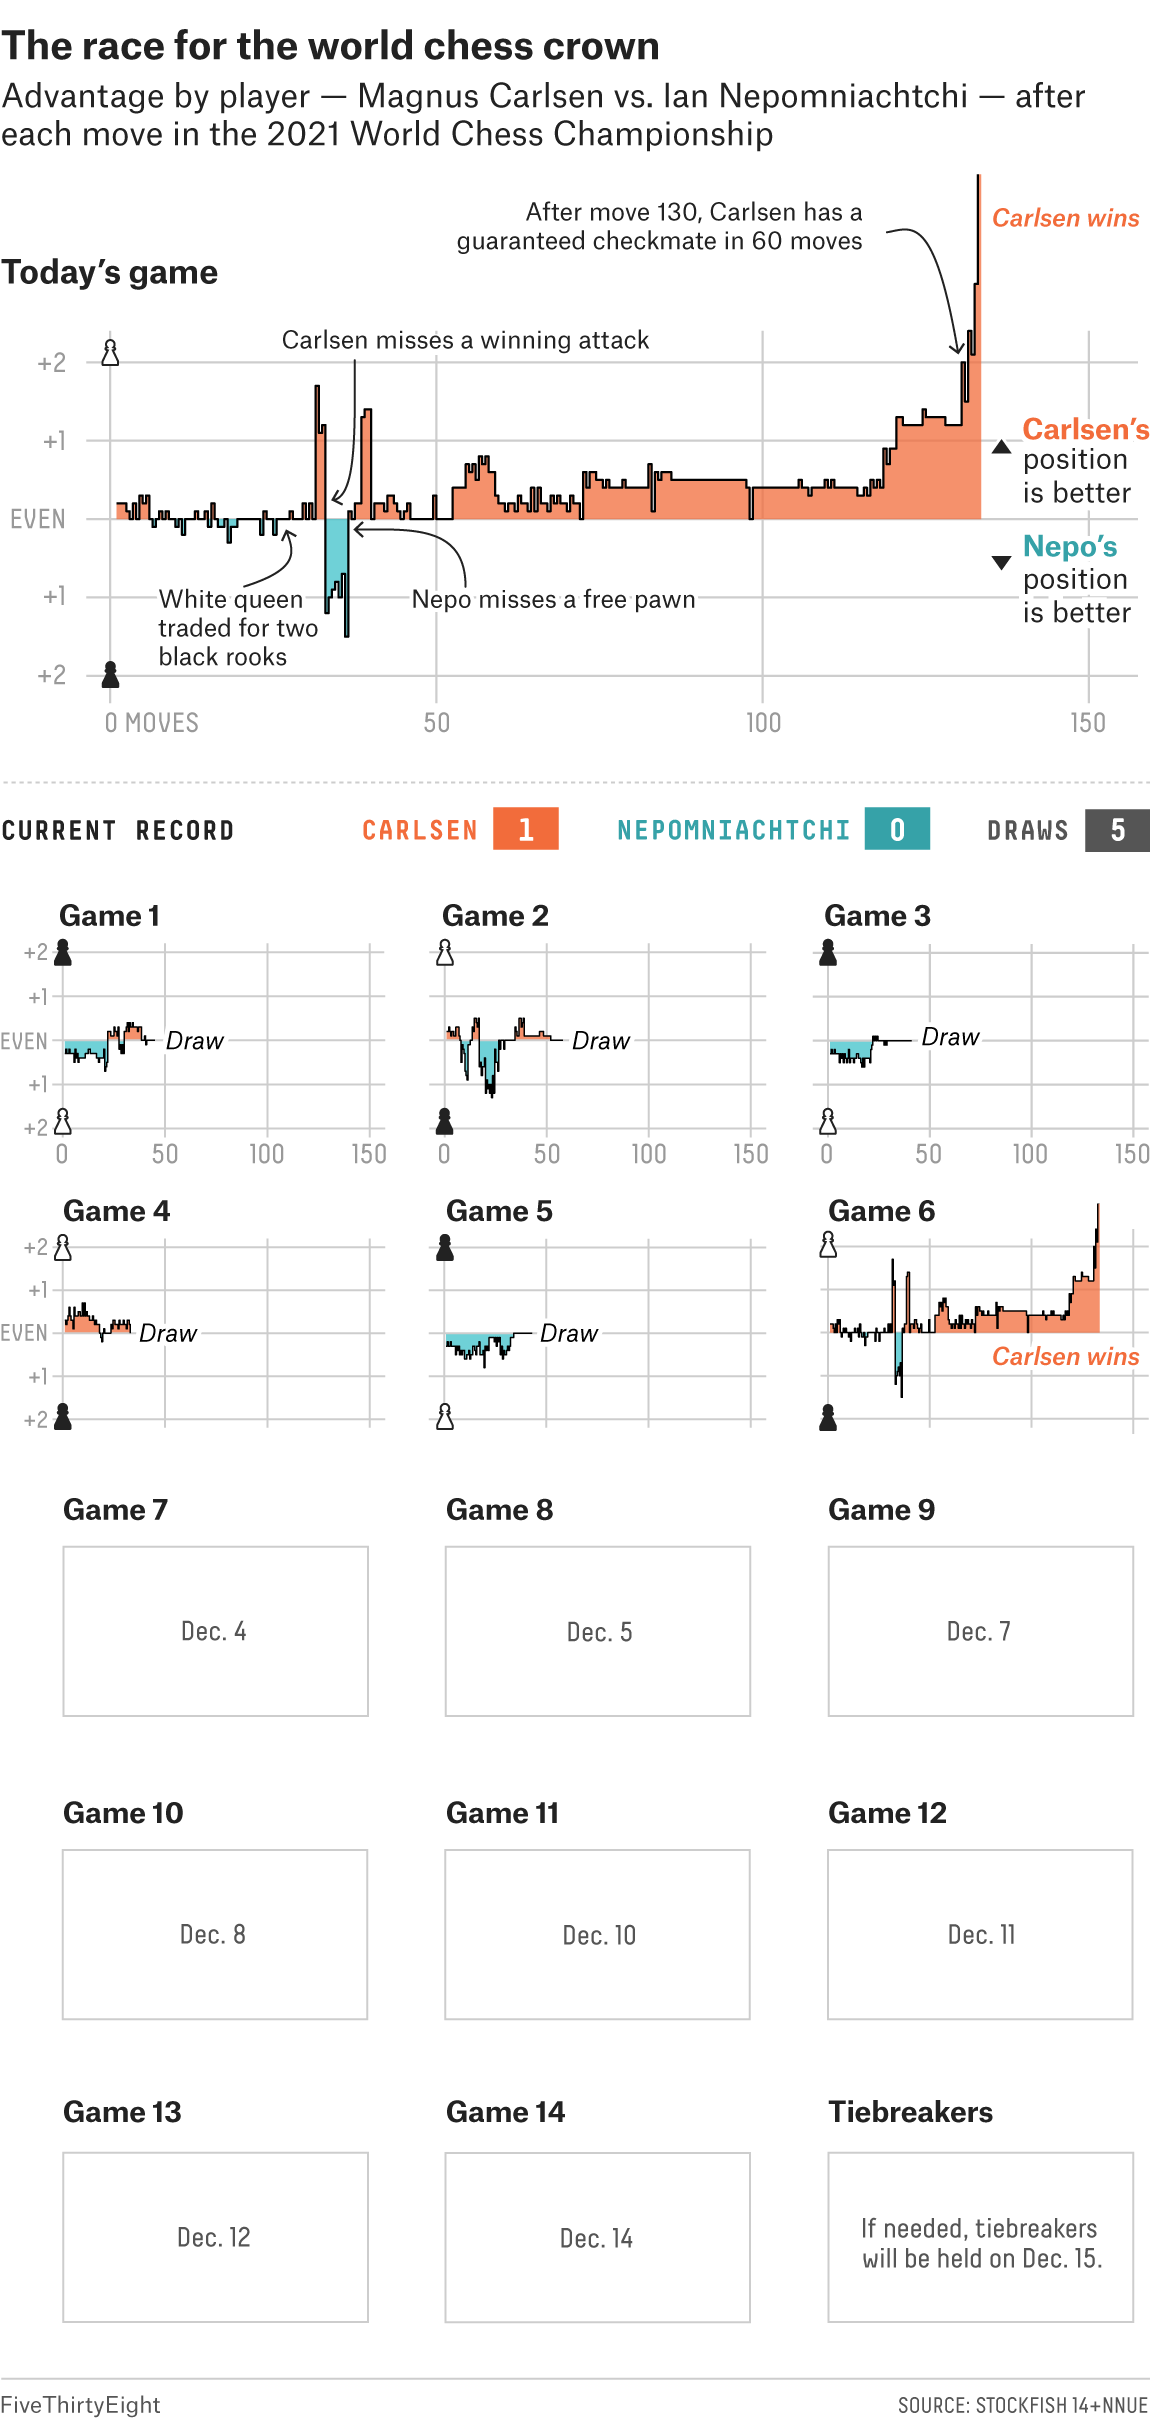 The race for the world chess crown
Advantage by player — Magnus Carlsen vs. Ian Nepomniachtchi — after
each move in the 2021 World Chess Championship
After move 130, Carlsen has a
guaranteed checkmate in 60 moves
Carlsen wins
Today's game
Carlsen misses a winning attack
+2
+1
EVEN
+1
+2
Carlsen's
position
is better
Nepo's
position
is better
White queen
traded for two
black rooks
Nepo misses a free pawn
0 MOVES 50 100 150
CURRENT RECORD CARLSEN 1 NEPOMNIACHTCHI 0 DRAWS 5
Game 1 Game 2 Game 3
+2
+1
EVEN Draw Draw Draw
+1
+2
0 50 100 150 0 50 100 150 0 50 100 150
Game 4 Game 5 Game 6
+2
+1
EVEN Draw Draw
Carlsen wins
+1
+2
Game 7 Game 8 Game 9
Dec. 4 Dec. 5 Dec. 7
Game 10 Game 11 Game 12
Dec. 8 Dec. 10 Dec. 11
Game 13 Game 14 Tiebreakers
Dec. 12 Dec. 14 If needed, tiebreakers
will be held on Dec. 15.
FiveThirtyEight SOURCE: STOCKFISH 14+NNUE